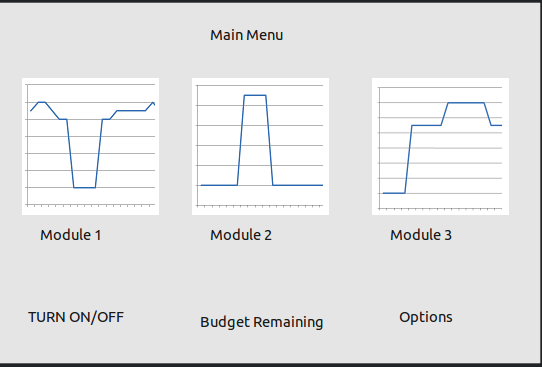 Main Menu
Module 1
Module 2
Module 3
TURN ON/OFF
Budget Remaining
Options